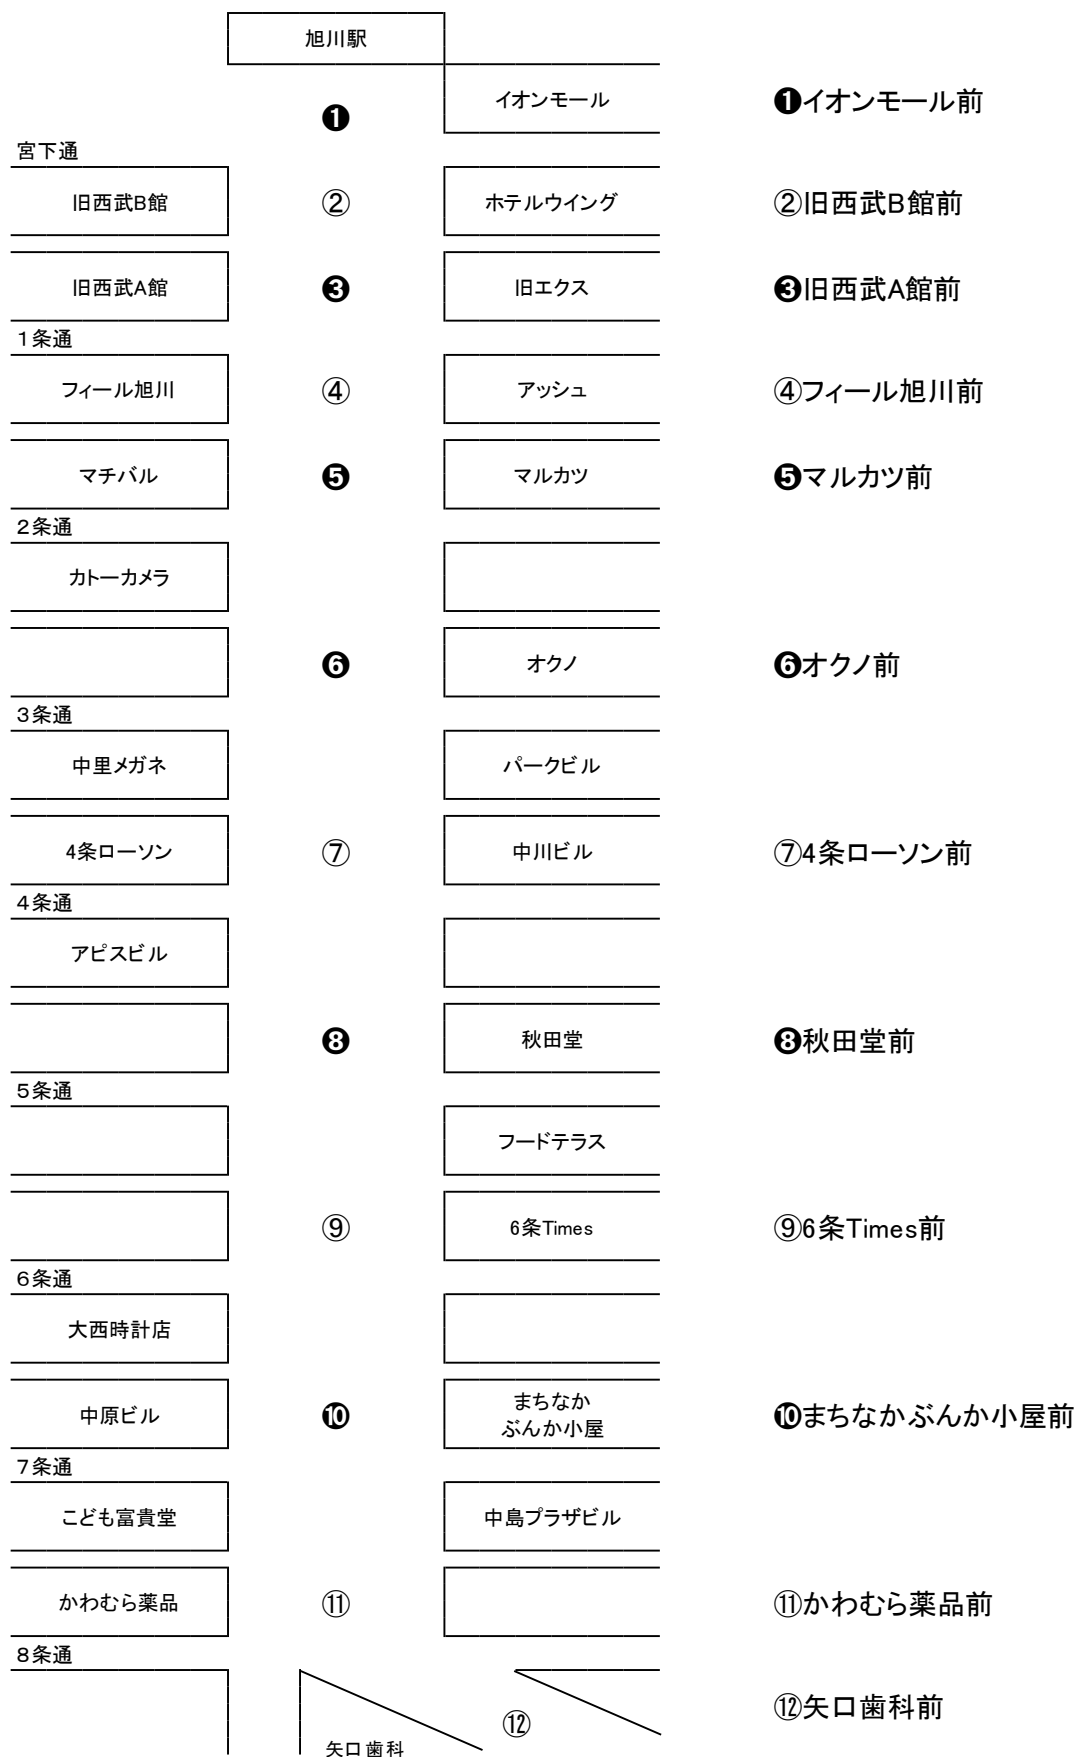 旭川駅
イオンモール
❶
❶イオンモール前
宮下通
旧西武B館
②
ホテルウイング
②旧西武B館前
旧西武A館
❸
旧エクス
❸旧西武A館前
１条通
フィール旭川
④
アッシュ
④フィール旭川前
マチバル
❺
マルカツ
❺マルカツ前
２条通
カトーカメラ
❻
オクノ
❻オクノ前
３条通
中里メガネ
パークビル
4条ローソン
⑦
中川ビル
⑦4条ローソン前
４条通
アピスビル
❽
秋田堂
❽秋田堂前
５条通
フードテラス
⑨
6条Times
⑨6条Times前
６条通
大西時計店
中原ビル
❿
まちなか
ぶんか小屋
❿まちなかぶんか小屋前
７条通
こども富貴堂
中島プラザビル
かわむら薬品
⑪
⑪かわむら薬品前
８条通
⑫
⑫矢口歯科前
矢口歯科